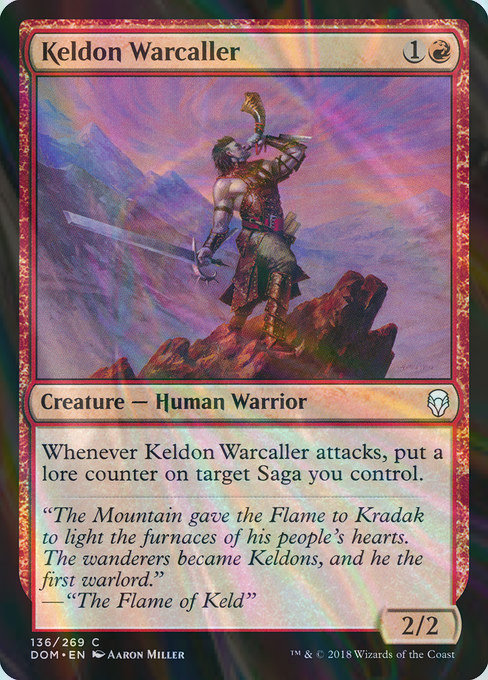 Keldon Warcaller 1
Creature — Human Warrior
Whenever Keldon Warcaller attacks, put a
lore counter on target Saga you control.
“The Mountain gave the Flame to Kradak
to light the furnaces of his people’s hearts.
The wanderers became Keldons, and he the
first warlord.”
—“The Flame of Keld”
2/2
136/269 C
DOM • EN Aaron Miller
™ & © 2018 Wizards of the Coast